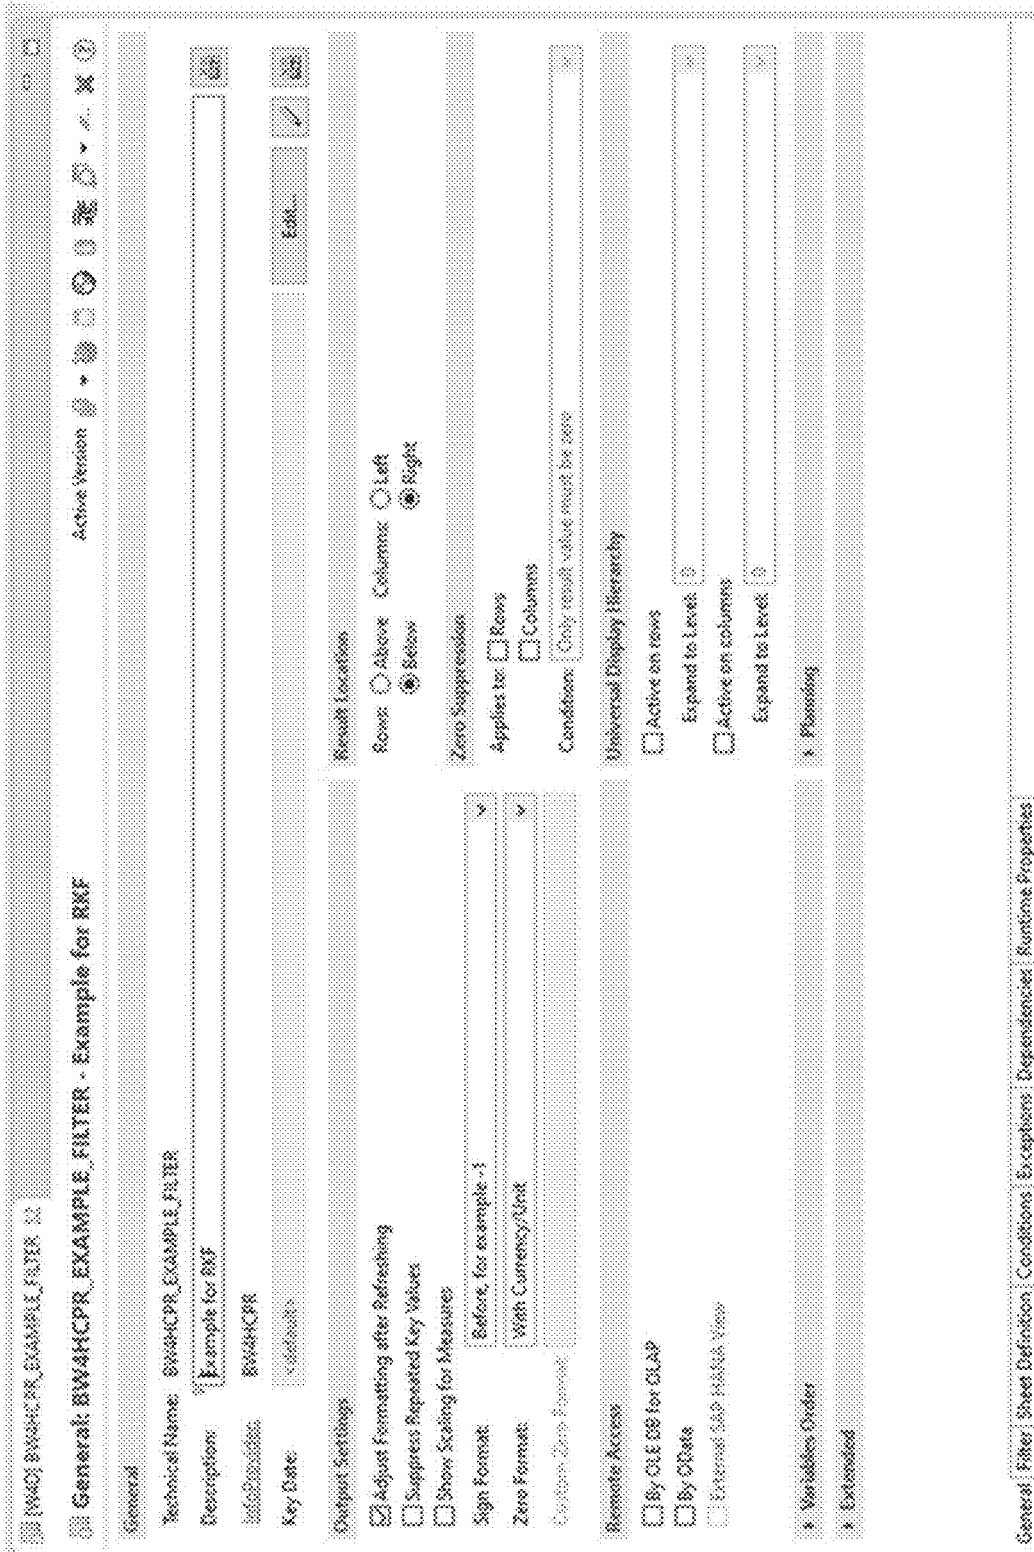 [W4D] BW4HCPR_EXAMPLE_FILTER
General: BW4HCPR_EXAMPLE_FILTER - Example for RKF
Active Version
General
Technical Name: BW4HCPR_EXAMPLE_FILTER
Description: Example for RKF
InfoProvider: BW4HCPR
Key Date: <default> Edit...
Output Settings
Adjust Formatting after Refreshing
Suppress Repeated Key Values
Show Scaling for Measures
Sign Format: Before, for example -1
Zero Format: With Currency/Unit
Custom Zero Format
Result Location
Rows: Above Columns: Left
Below Right
Zero Suppression
Applies to: Rows
Columns
Condition: Only result value must be zero
Remote Access
By OLE DB for OLAP
By OData
External SAP HANA View
Universal Display Hierarchy
Active on rows
Expand to Level: 0
Active on columns
Expand to Level: 0
Variables Order
Planning
Extended
General Filter Sheet Definition Conditions Exceptions Dependencies Runtime Properties